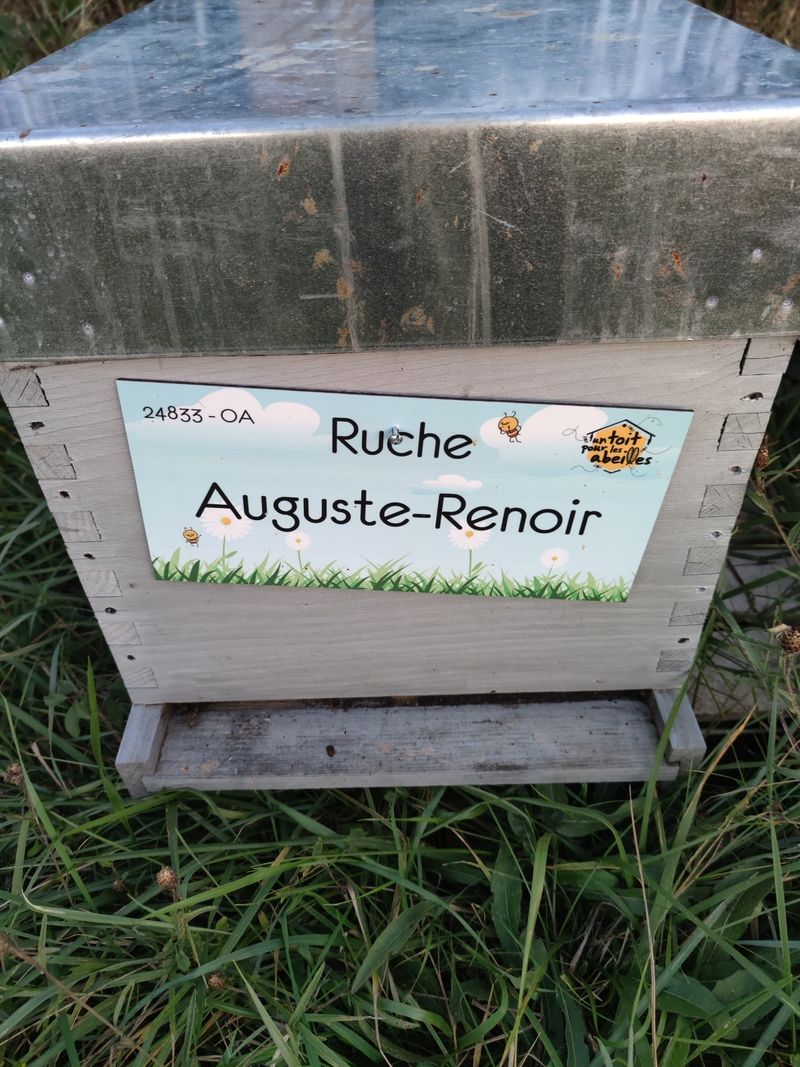 24833-OA
Ruche
un toit
pour les
abeilles
Auguste-Renoir